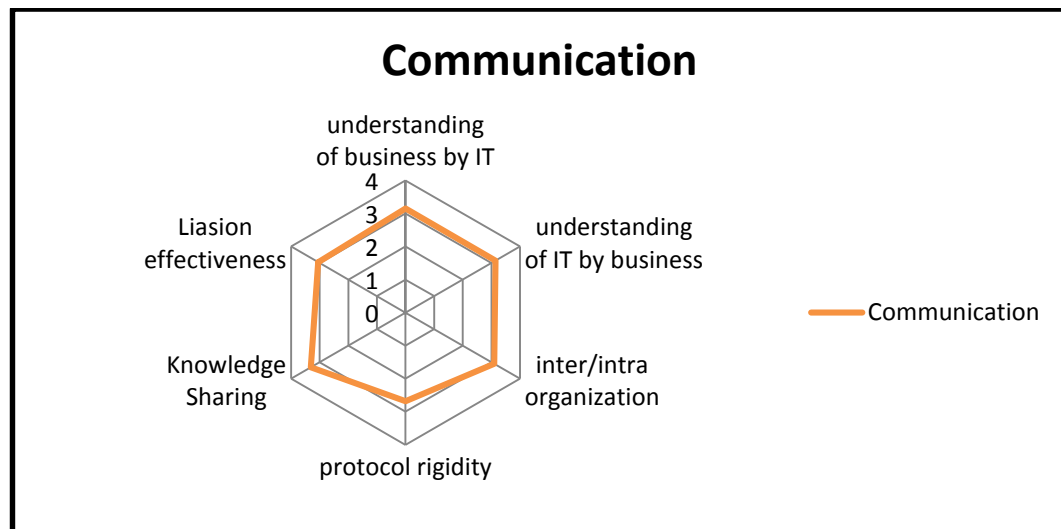 Communication
understanding
of business by IT
4
3
2
1
0
understanding
of IT by business
inter/intra
organization
protocol rigidity
Knowledge
Sharing
Liasion
effectiveness
Communication